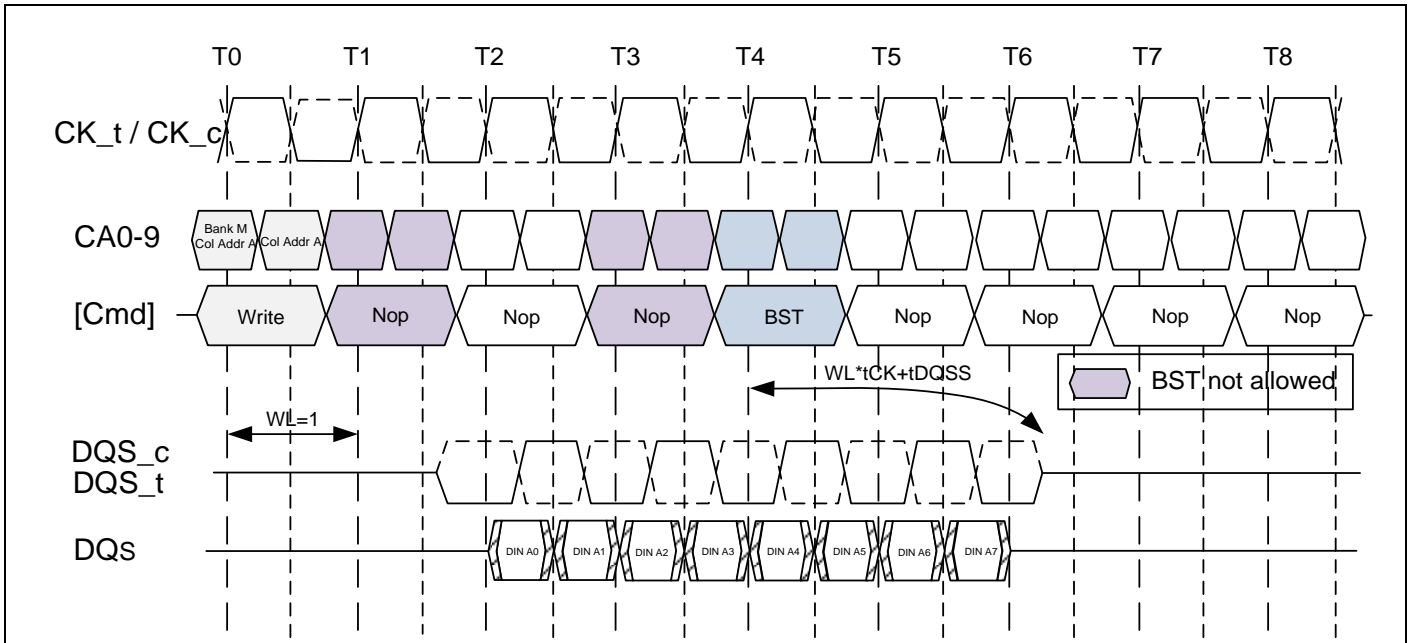 T0 T1 T2 T3 T4 T5 T6 T7 T8
CK_t / CK_c
CA0-9
Bank M
Col Addr A
Col Addr A
[Cmd]
Write Nop Nop Nop BST Nop Nop Nop Nop
WL*tCK+tDQSS
BST not allowed
WL=1
DQS_c
DQS_t
DQs
DIN A0 DIN A1 DIN A2 DIN A3 DIN A4 DIN A5 DIN A6 DIN A7